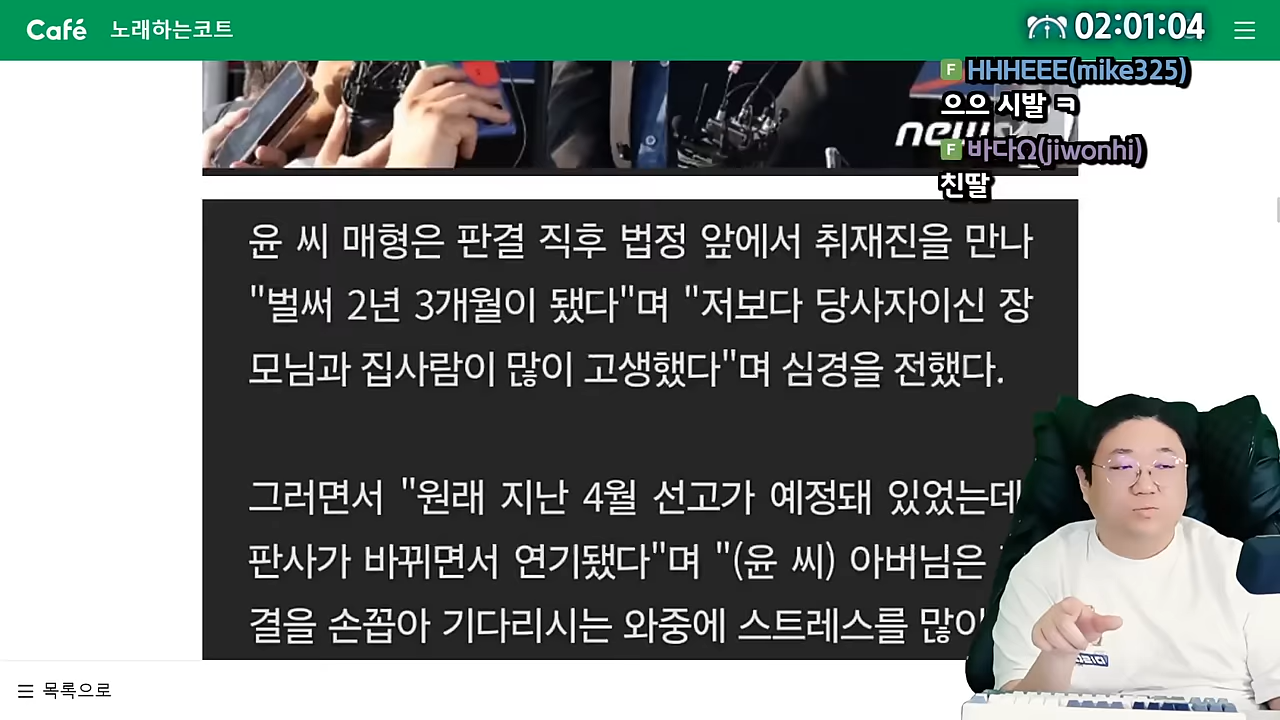 Café 노래하는코트
02:01:04
F HHHEEE(mike325)
으으 시발 ㅋ
F 바다Ω(jiwonhi)
친딸
윤 씨 매형은 판결 직후 법정 앞에서 취재진을 만나
"벌써 2년 3개월이 됐다"며 "저보다 당사자이신 장
모님과 집사람이 많이 고생했다"며 심경을 전했다.
그러면서 "원래 지난 4월 선고가 예정돼 있었는데
판사가 바뀌면서 연기됐다"며 "(윤 씨) 아버님은
결을 손꼽아 기다리시는 와중에 스트레스를 많이
목록으로